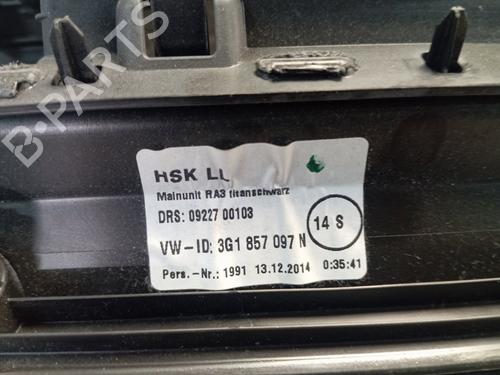 B-PARTS
HSK LL
Mainunit RA3 titanschwarz
DRS: 09227 00103
14 S
VW-ID: 3G1 857 097 N
Pers.-Nr.: 1991 13.12.2014 0:35:41